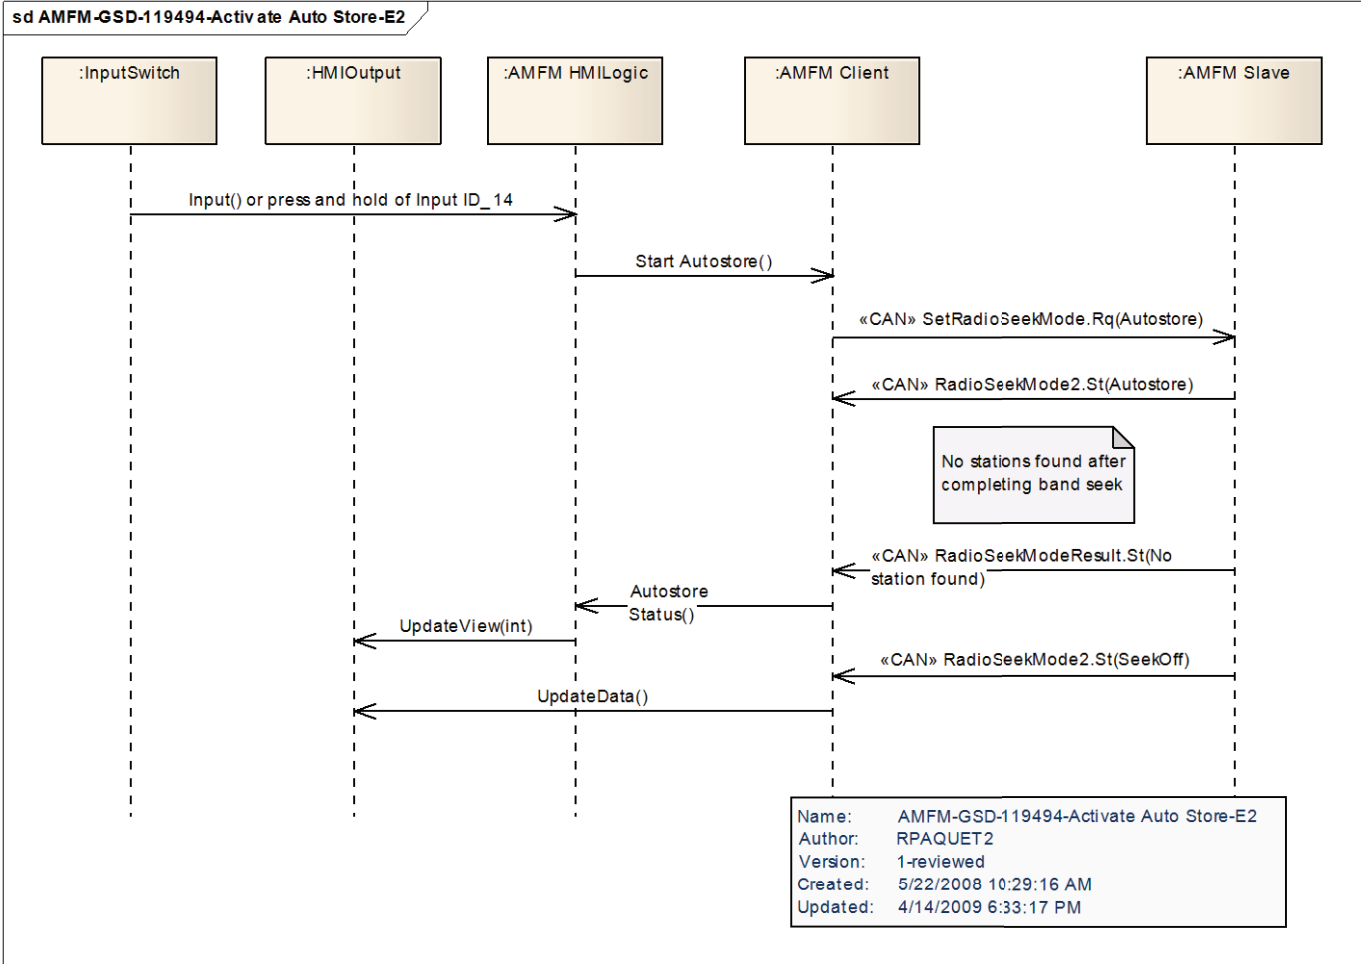 sd AMFM-GSD-119494-Activate Auto Store-E2
:InputSwitch
:HMIOutput
:AMFM HMILogic
:AMFM Client
:AMFM Slave
Input() or press and hold of Input ID_14
Start Autostore()
«CAN» SetRadioSeekMode.Rq(Autostore)
«CAN» RadioSeekMode2.St(Autostore)
No stations found after
completing band seek
«CAN» RadioSeekModeResult.St(No
station found)
Autostore
Status()
UpdateView(int)
«CAN» RadioSeekMode2.St(SeekOff)
UpdateData()
Name: AMFM-GSD-119494-Activate Auto Store-E2
Author: RPAQUET2
Version: 1-reviewed
Created: 5/22/2008 10:29:16 AM
Updated: 4/14/2009 6:33:17 PM